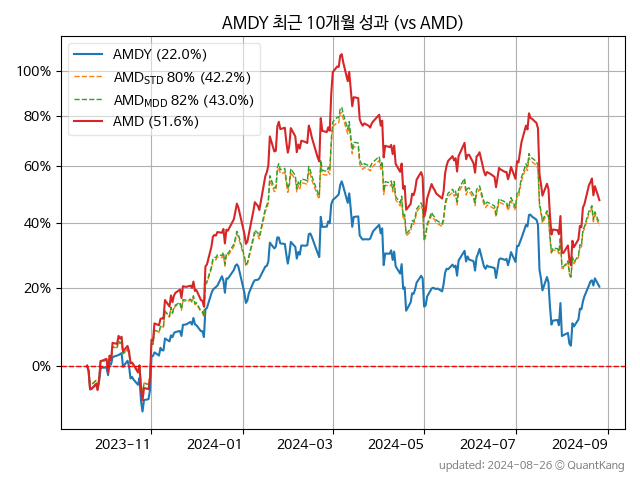 AMDY 최근 10개월 성과 (vs AMD)
AMDY (22.0%)
AMD_STD 80% (42.2%)
AMD_MDD 82% (43.0%)
AMD (51.6%)
100%
80%
60%
40%
20%
0%
2023-11
2024-01
2024-03
2024-05
2024-07
2024-09
updated: 2024-08-26 © QuantKang